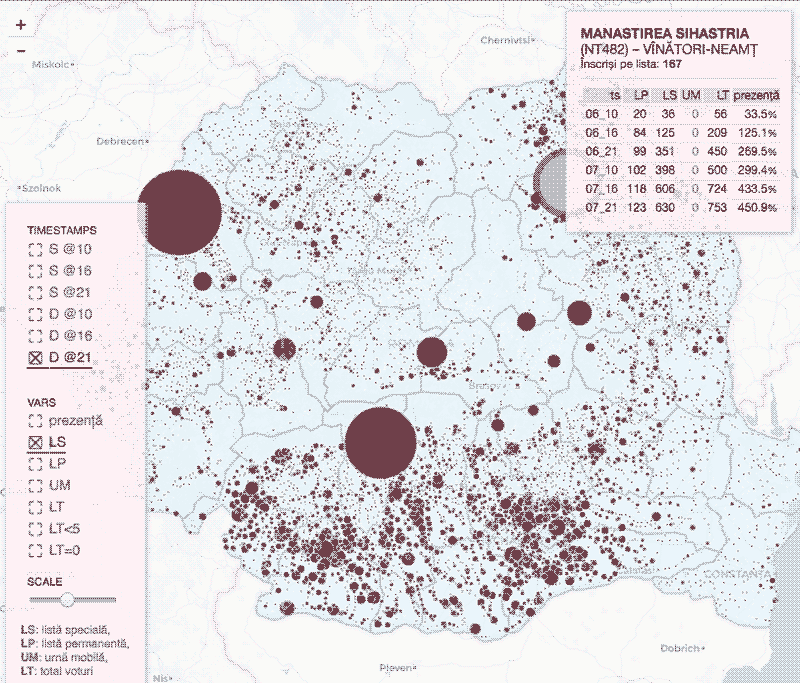 +
−
Miskolc
Debrecen
Szolnok
Chernivtsi
MANASTIREA SIHASTRIA
(NT482) – VÎNĂTORI-NEAMȚ
Înscriși pe lista: 167
ts LP LS UM LT prezență
06_10 20 36 0 56 33.5%
06_16 84 125 0 209 125.1%
06_21 99 351 0 450 269.5%
07_10 102 398 0 500 299.4%
07_16 118 606 0 724 433.5%
07_21 123 630 0 753 450.9%
TIMESTAMPS
S @10
S @16
S @21
D @10
D @16
D @21
VARS
prezență
LS
LP
UM
LT
LT<5
LT=0
SCALE
LS: listă specială,
LP: listă permanentă,
UM: urnă mobilă,
LT: total voturi
CONSTANȚA
Dobrich
Pleven
Nis